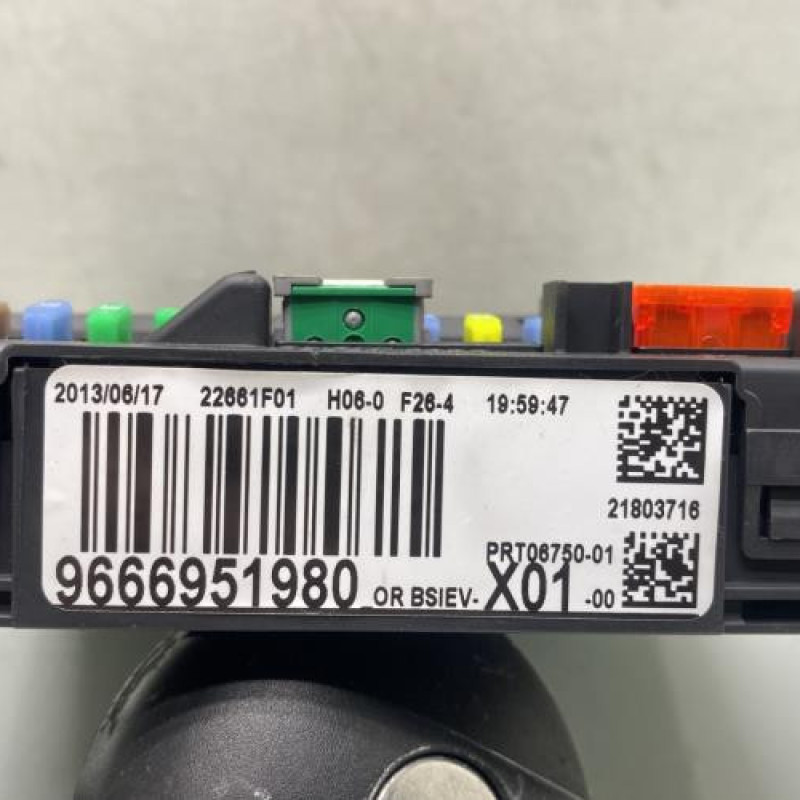 2013/06/17 22661F01 H06-0 F26-4 19:59:47
21803716
PRT06750-01
9666951980 OR BSIEV- X01 -00